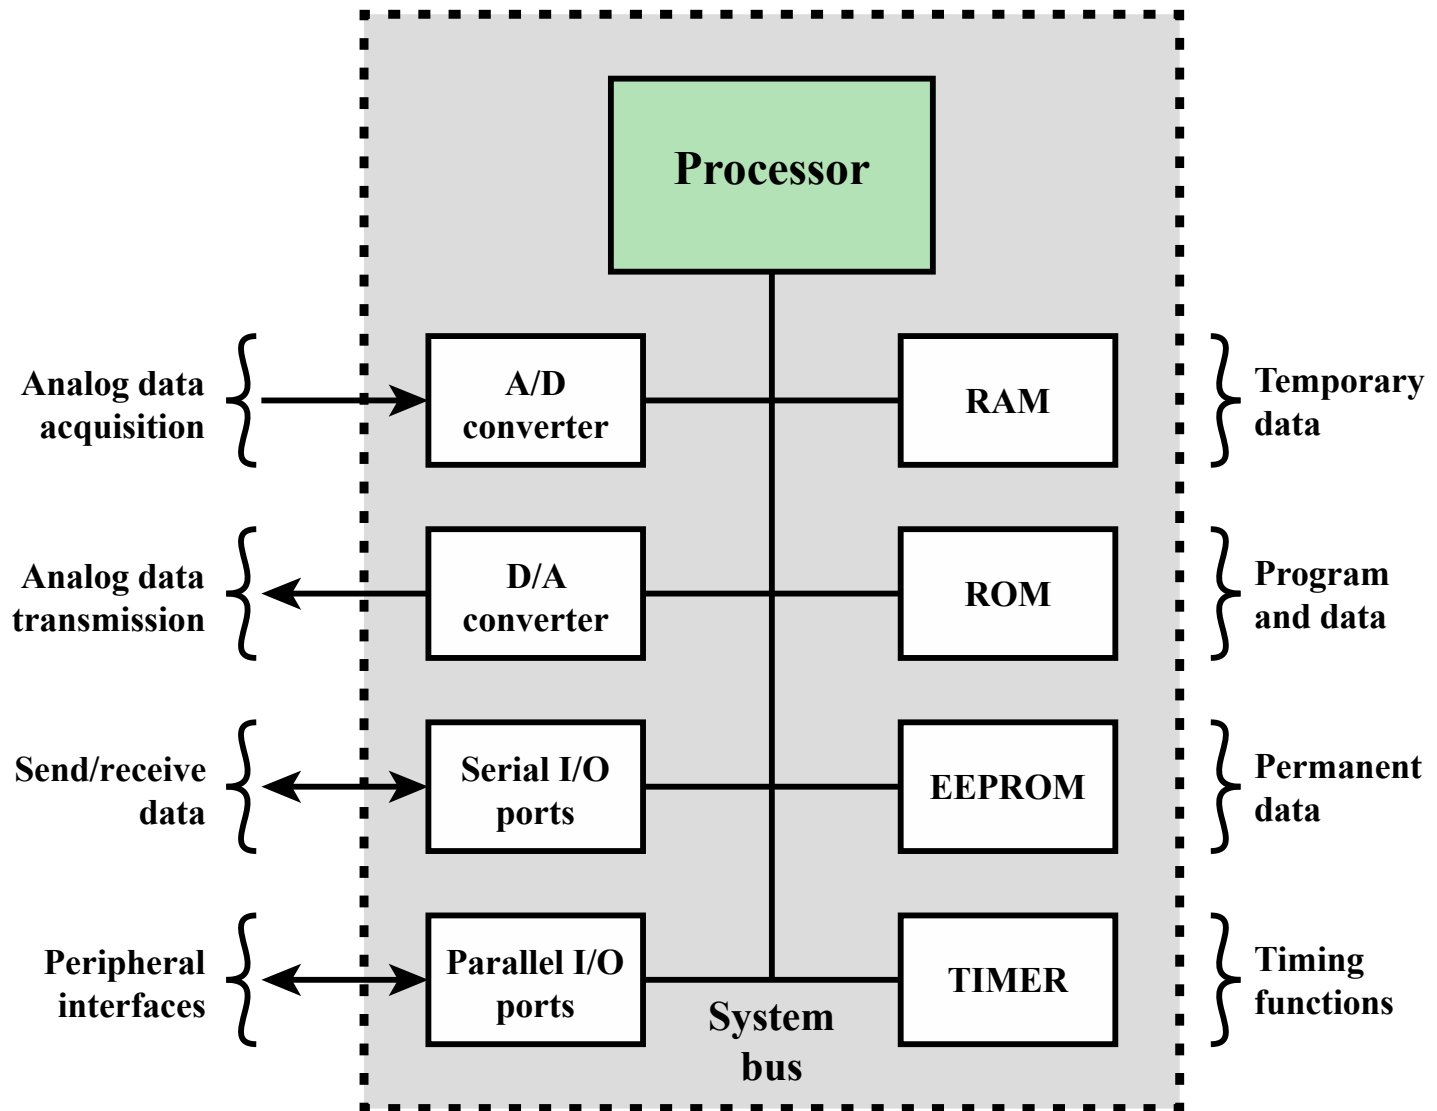 Processor
Analog data
acquisition
A/D
converter
RAM
Temporary
data
Analog data
transmission
D/A
converter
ROM
Program
and data
Send/receive
data
Serial I/O
ports
EEPROM
Permanent
data
Peripheral
interfaces
Parallel I/O
ports
TIMER
Timing
functions
System
bus